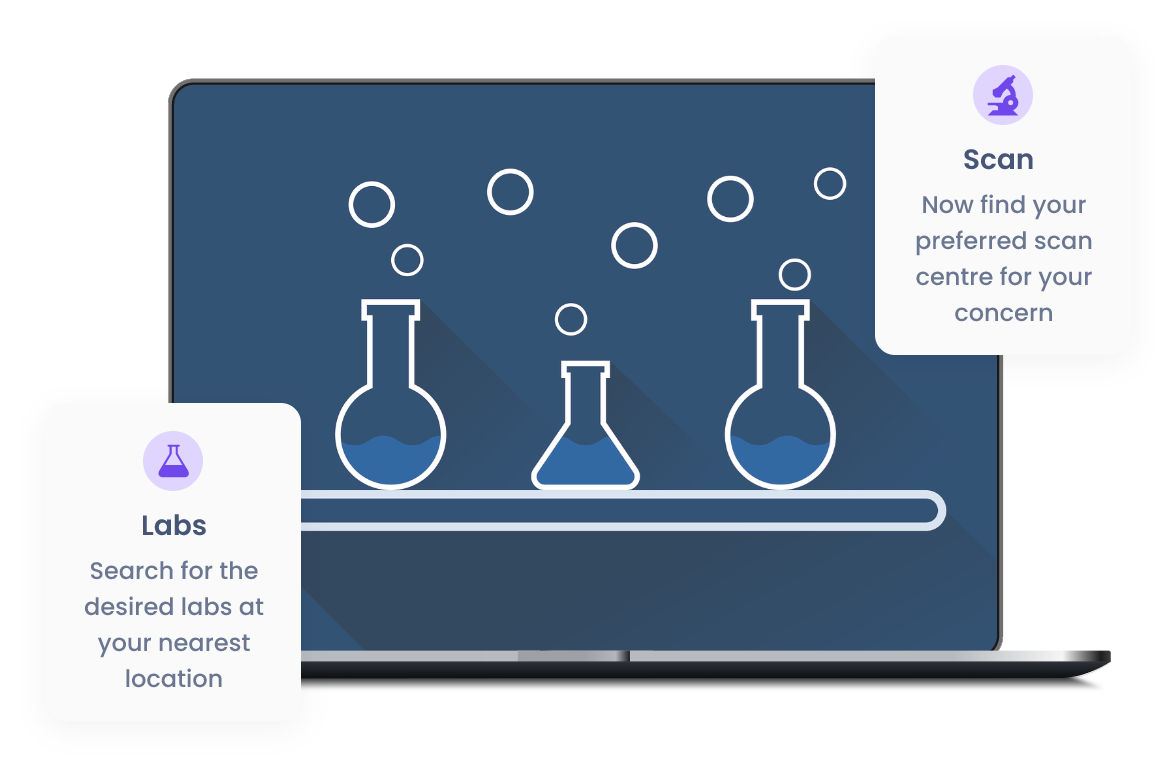 Scan
Now find your
preferred scan
centre for your
concern
Labs
Search for the
desired labs at
your nearest
location